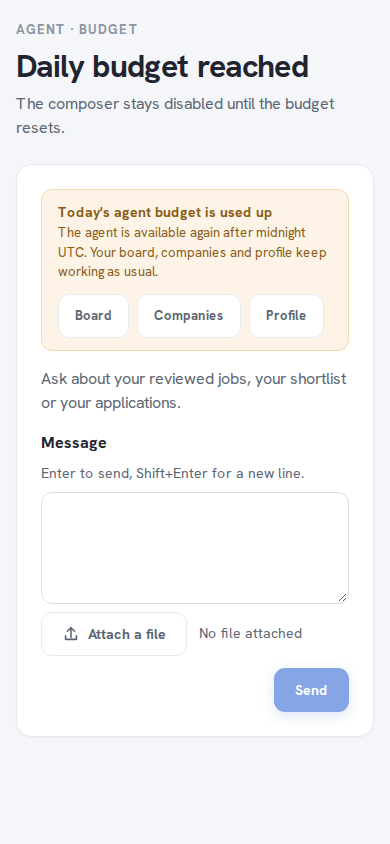 AGENT · BUDGET
Daily budget reached
The composer stays disabled until the budget
resets.
Today's agent budget is used up
The agent is available again after midnight
UTC. Your board, companies and profile keep
working as usual.
Board
Companies
Profile
Ask about your reviewed jobs, your shortlist
or your applications.
Message
Enter to send, Shift+Enter for a new line.
Attach a file
No file attached
Send